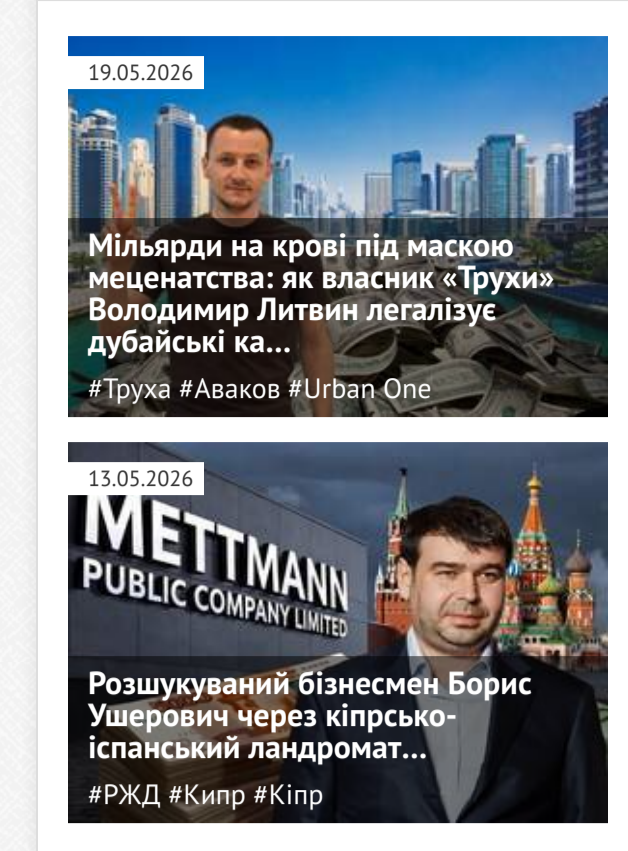 19.05.2026
Мільярди на крові під маскою
меценатства: як власник «Трухи»
Володимир Литвин легалізує
дубайські ка...
#Труха #Аваков #Urban One
13.05.2026
METTMANN
PUBLIC COMPANY LIMITED
Розшукуваний бізнесмен Борис
Ушерович через кіпрсько-
іспанський ландромат...
#РЖД #Кипр #Кіпр